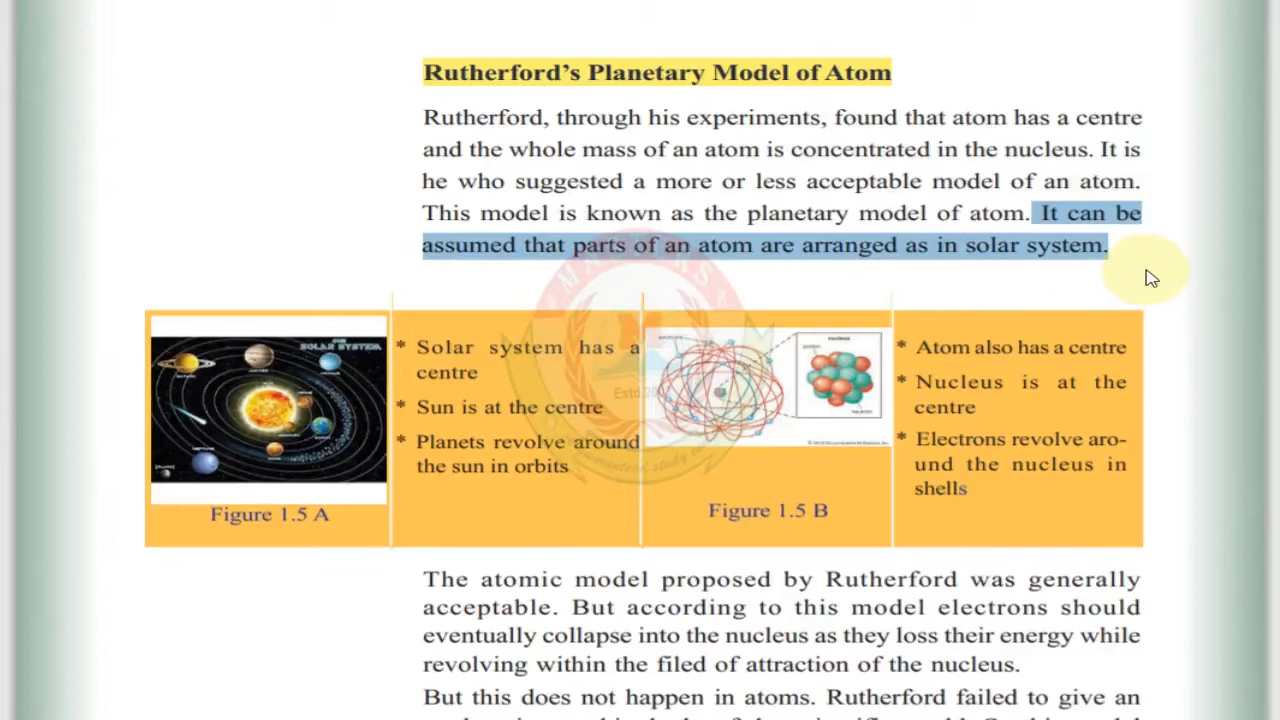 Rutherford's Planetary Model of Atom
Rutherford, through his experiments, found that atom has a centre
and the whole mass of an atom is concentrated in the nucleus. It is
he who suggested a more or less acceptable model of an atom.
This model is known as the planetary model of atom. It can be
assumed that parts of an atom are arranged as in solar system.
SOLAR SYSTEM
Figure 1.5 A
* Solar system has a
centre
* Sun is at the centre
* Planets revolve around
the sun in orbits
nucleus
Figure 1.5 B
* Atom also has a centre
* Nucleus is at the
centre
* Electrons revolve aro-
und the nucleus in
shells
The atomic model proposed by Rutherford was generally
acceptable. But according to this model electrons should
eventually collapse into the nucleus as they loss their energy while
revolving within the filed of attraction of the nucleus.
But this does not happen in atoms. Rutherford failed to give an